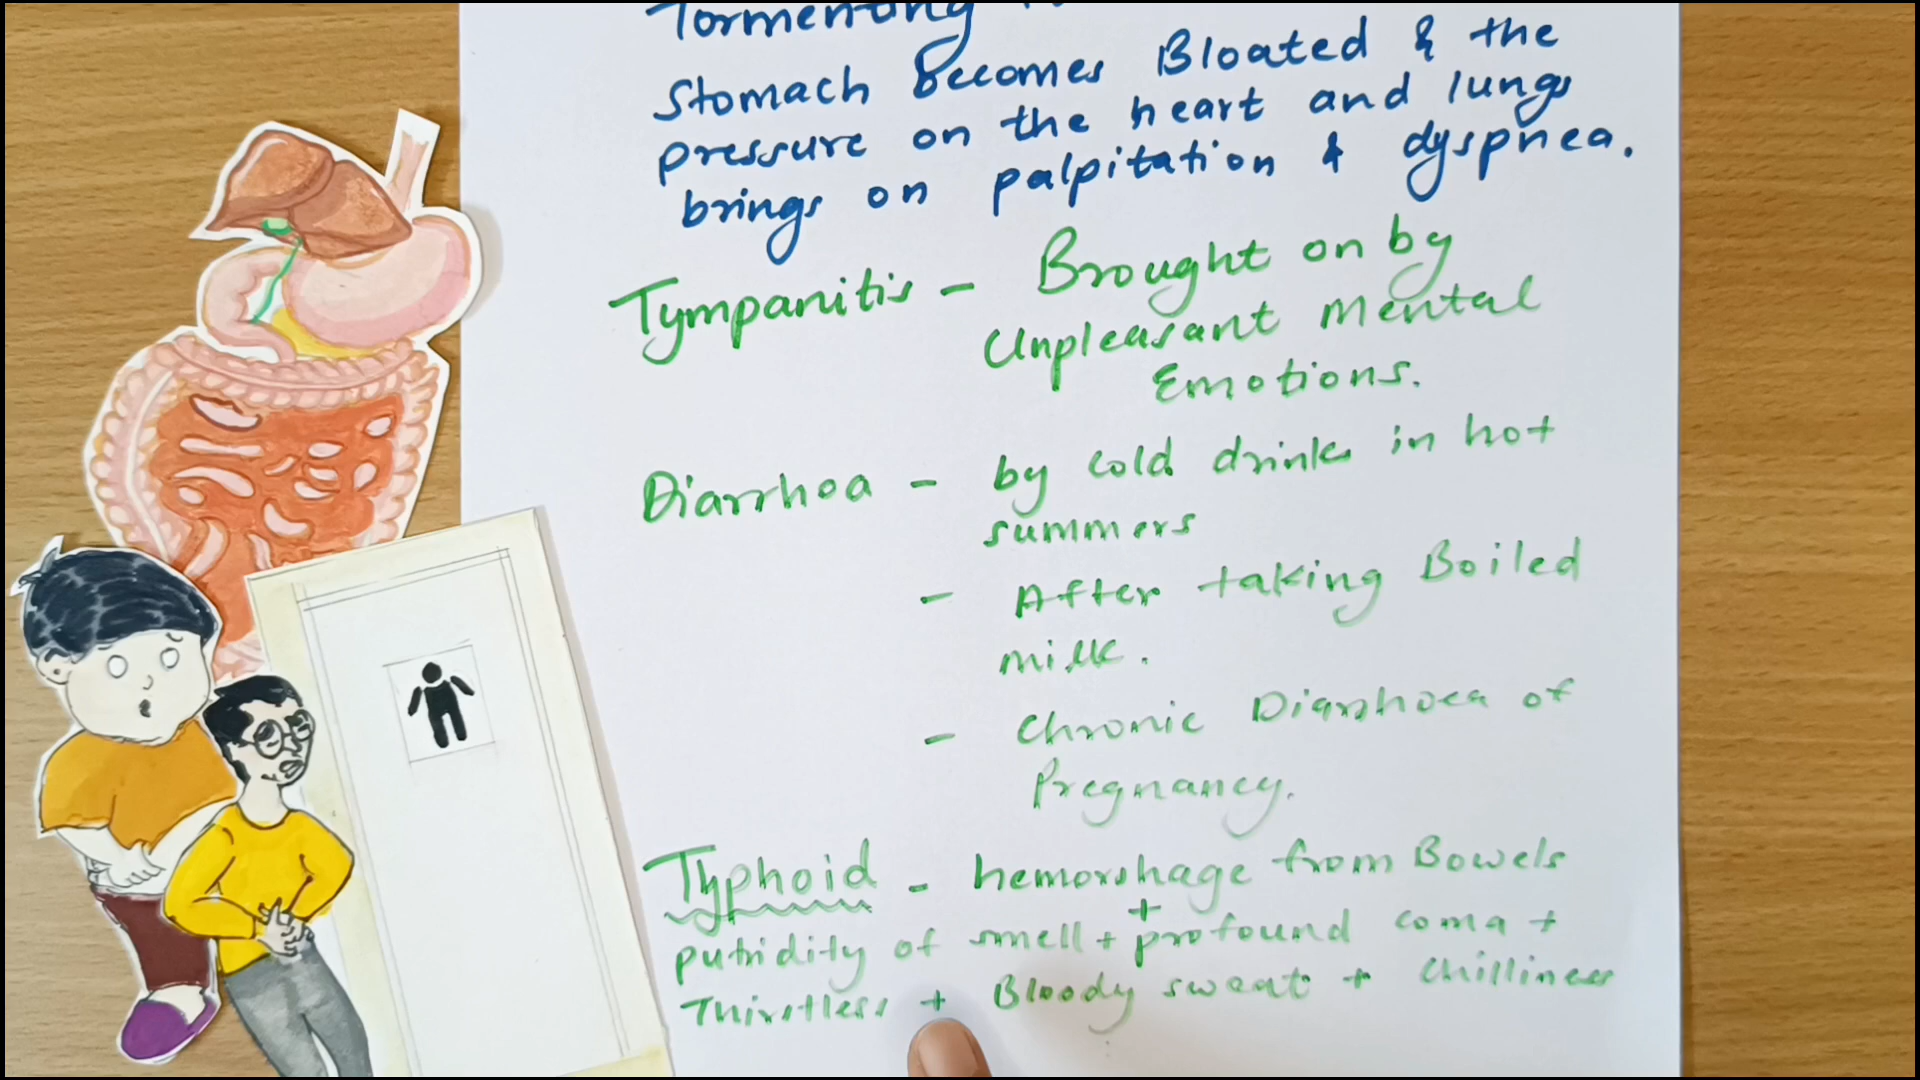 Tormenting
Stomach Becomes Bloated & the
pressure on the heart and lungs
brings on palpitation & dyspnea.
Tympanitis - Brought on by
Unpleasant Mental
Emotions.
Diarrhoa - by cold drinks in hot
summers
- After taking Boiled
milk.
- Chronic Diarrhoea of
Pregnancy.
Typhoid - hemorrhage from Bowels
+
putridity of smell + profound coma +
Thirstless + Bloody sweat + chilliness